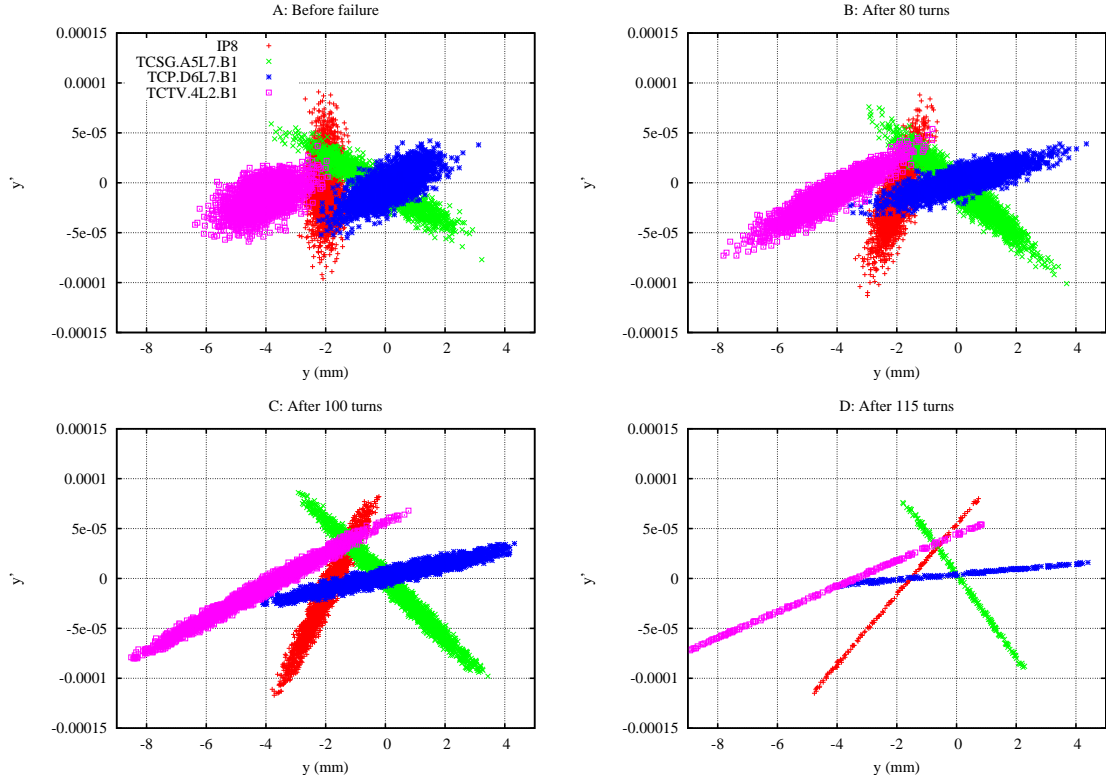 A: Before failure
0.00015
0.0001
5e-05
0
-5e-05
-0.0001
-0.00015
y'
IP8
TCSG.A5L7.B1
TCP.D6L7.B1
TCTV.4L2.B1
-8 -6 -4 -2 0 2 4
y (mm)
B: After 80 turns
0.00015
0.0001
5e-05
0
-5e-05
-0.0001
-0.00015
y'
-8 -6 -4 -2 0 2 4
y (mm)
C: After 100 turns
0.00015
0.0001
5e-05
0
-5e-05
-0.0001
-0.00015
y'
-8 -6 -4 -2 0 2 4
y (mm)
D: After 115 turns
0.00015
0.0001
5e-05
0
-5e-05
-0.0001
-0.00015
y'
-8 -6 -4 -2 0 2 4
y (mm)